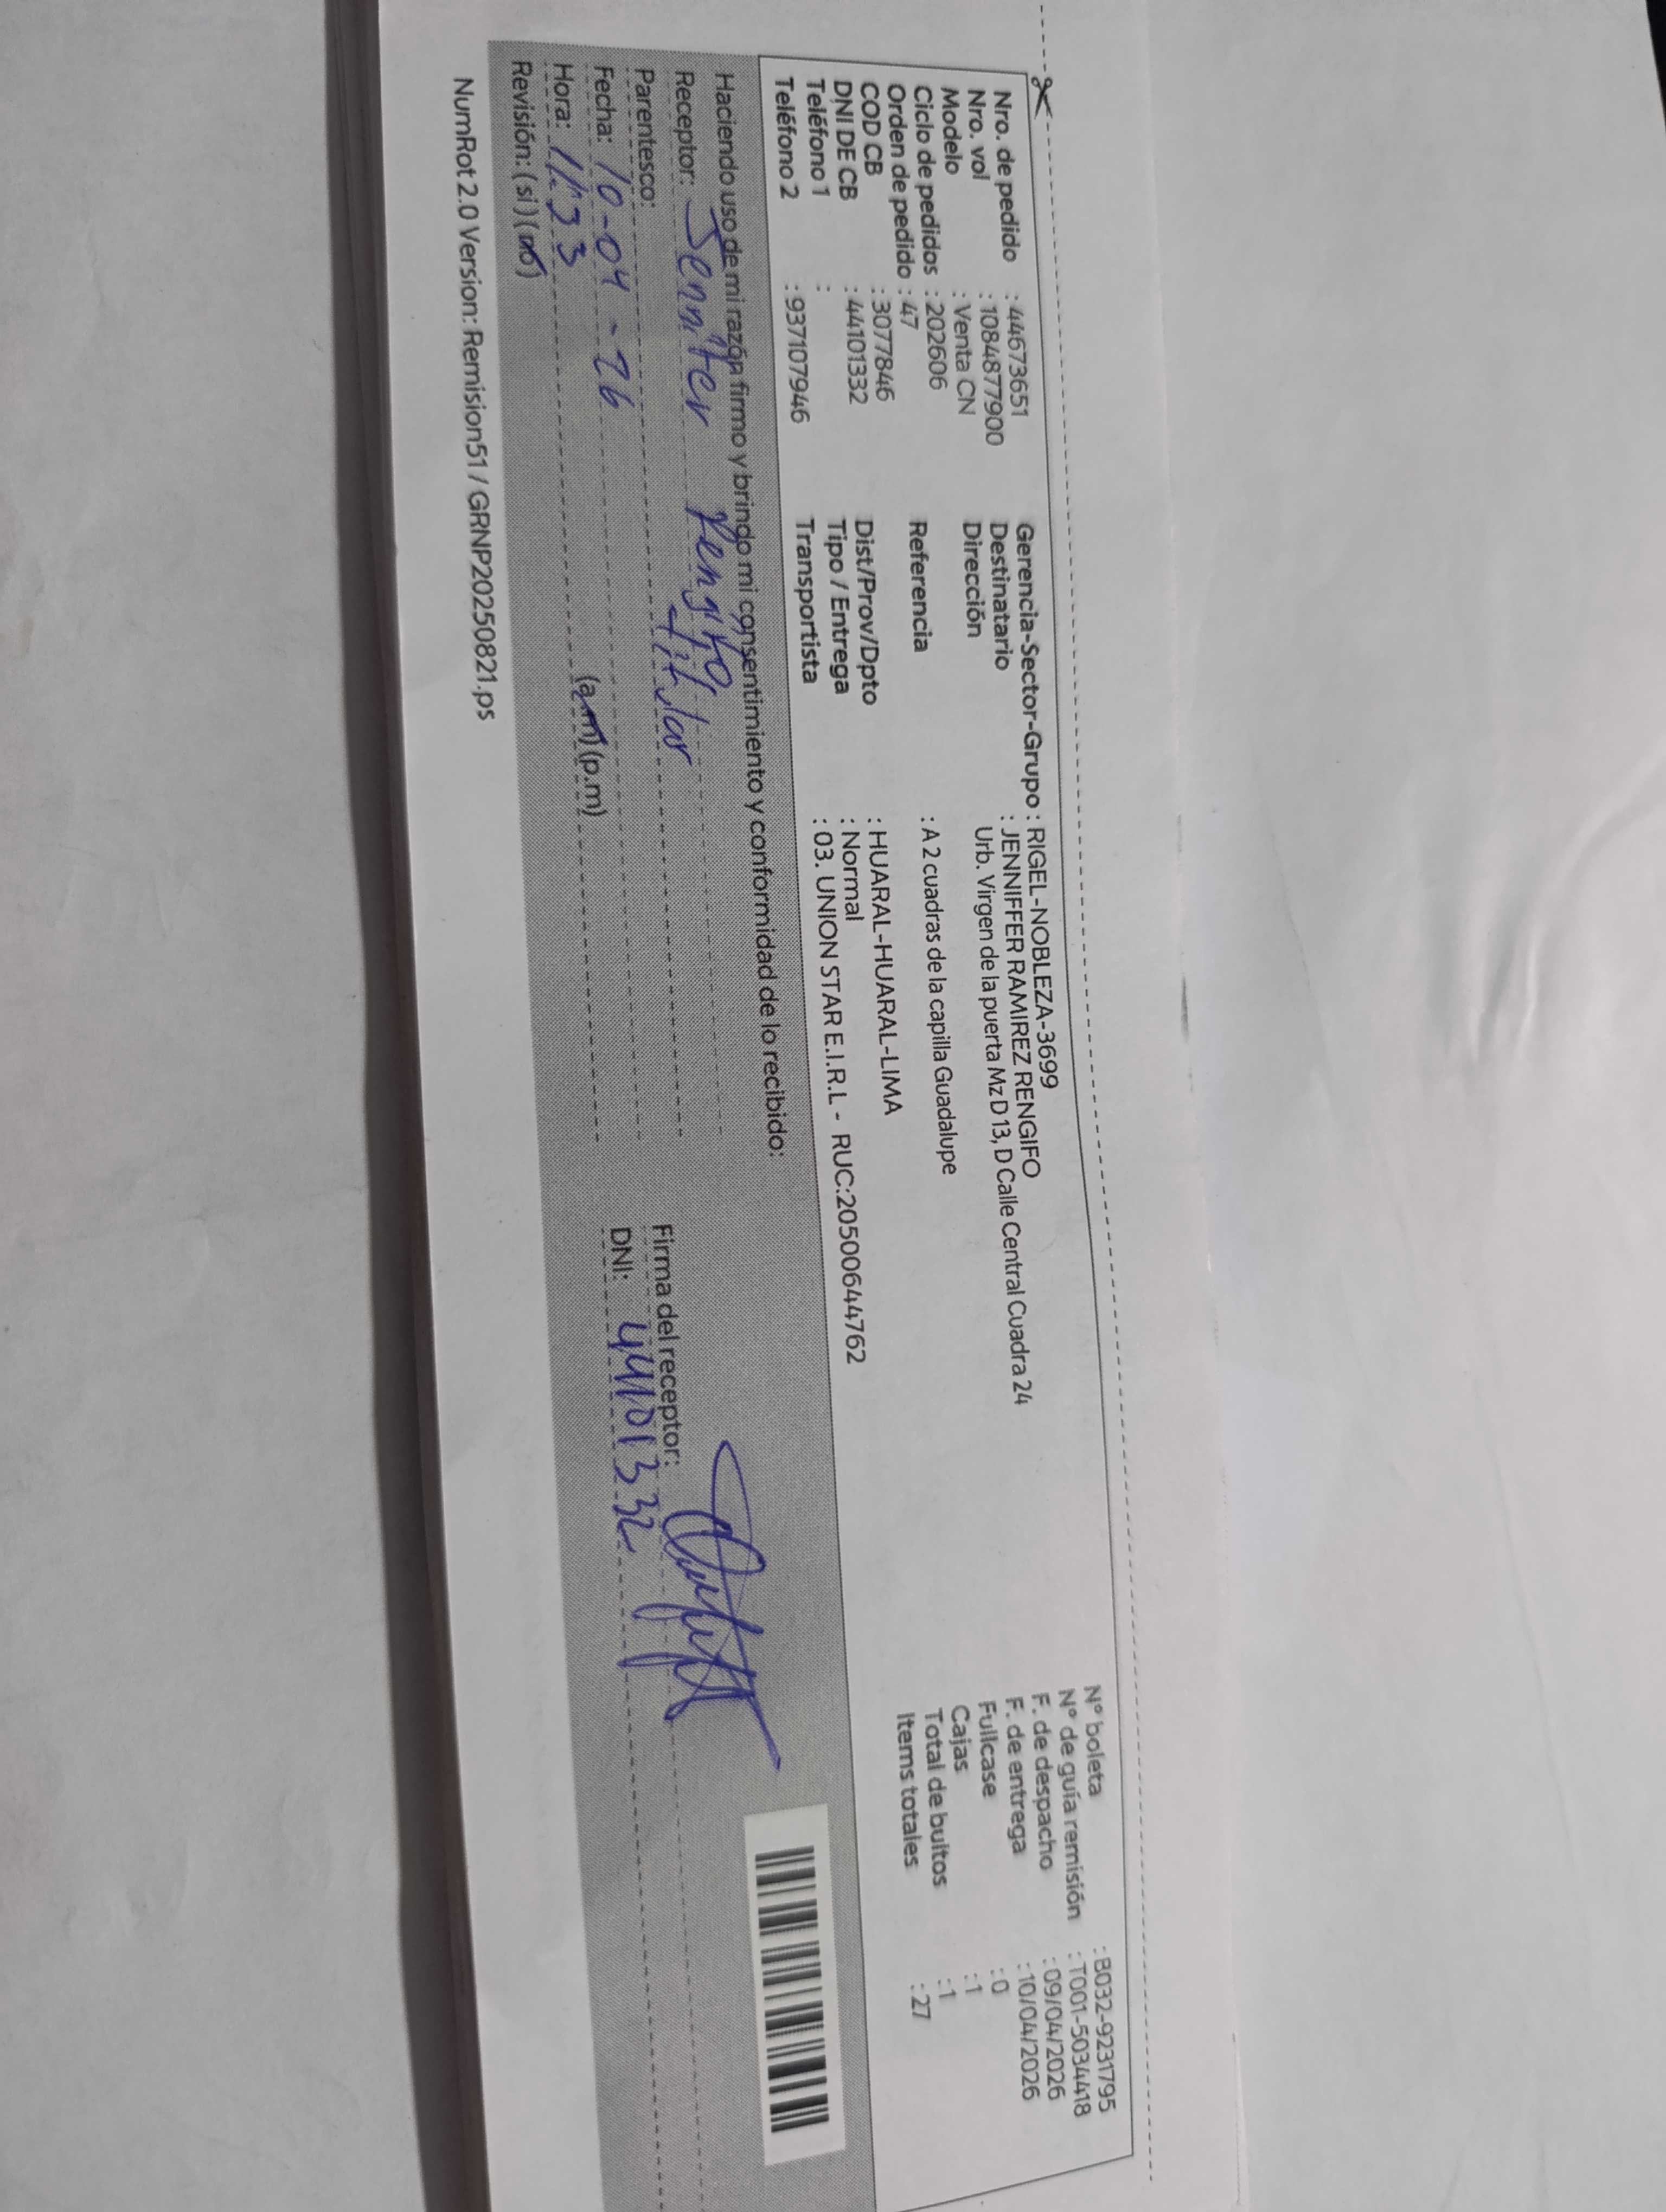 Nro. de pedido : 44673651
Nro. vol : 1084877900
Modelo : Venta CN
Ciclo de pedidos : 202606
Orden de pedido : 47
COD CB : 3077846
DNI DE CB : 44101332
Teléfono 1 :
Teléfono 2 : 937107946
Gerencia-Sector-Grupo : RIGEL-NOBLEZA-3699
Destinatario : JENNIFFER RAMIREZ RENGIFO
Dirección Urb. Virgen de la puerta Mz D 13, D Calle Central Cuadra 24
Referencia : A 2 cuadras de la capilla Guadalupe
Dist/Prov/Dpto : HUARAL-HUARAL-LIMA
Tipo / Entrega : Normal
Transportista : 03. UNION STAR E.I.R.L - RUC:20500644762
N° boleta : B032-9231795
N° de guía remisión : T001-5034418
F. de despacho : 09/04/2026
F. de entrega : 10/04/2026
Fullcase : 0
Cajas : 1
Total de bultos : 1
Items totales : 27
Haciendo uso de mi razón firmo y brindo mi consentimiento y conformidad de lo recibido:
Receptor: Jennifer Rengifo
Parentesco: titular
Fecha: 10-04-26
Hora: 11:33 (a.m) (p.m)
Revisión: (si) (no)
Firma del receptor:
DNI: 44101332
NumRot 2.0 Version: Remision51 / GRNP20250821.ps